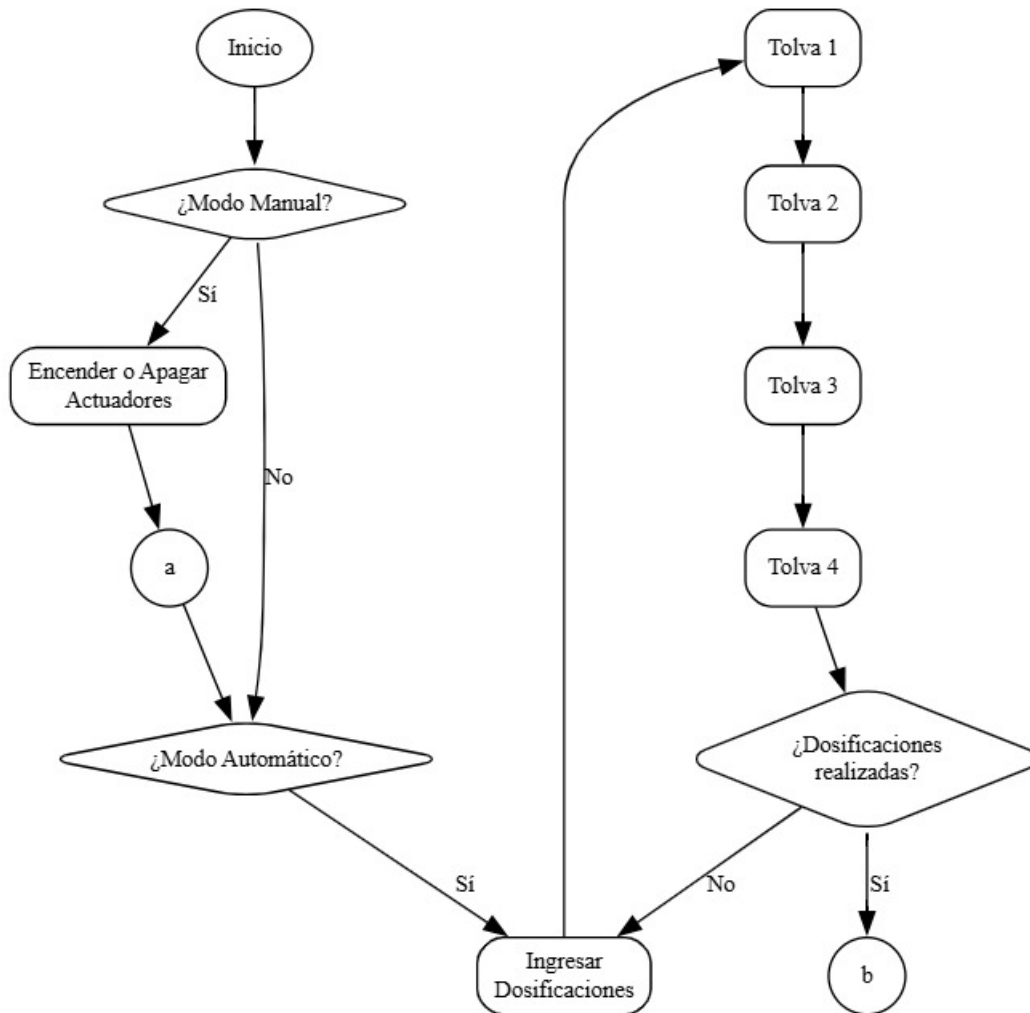 Inicio
¿Modo Manual?
Sí
Encender o Apagar
Actuadores
No
a
¿Modo Automático?
Sí
Ingresar
Dosificaciones
Tolva 1
Tolva 2
Tolva 3
Tolva 4
¿Dosificaciones
realizadas?
No
Sí
b